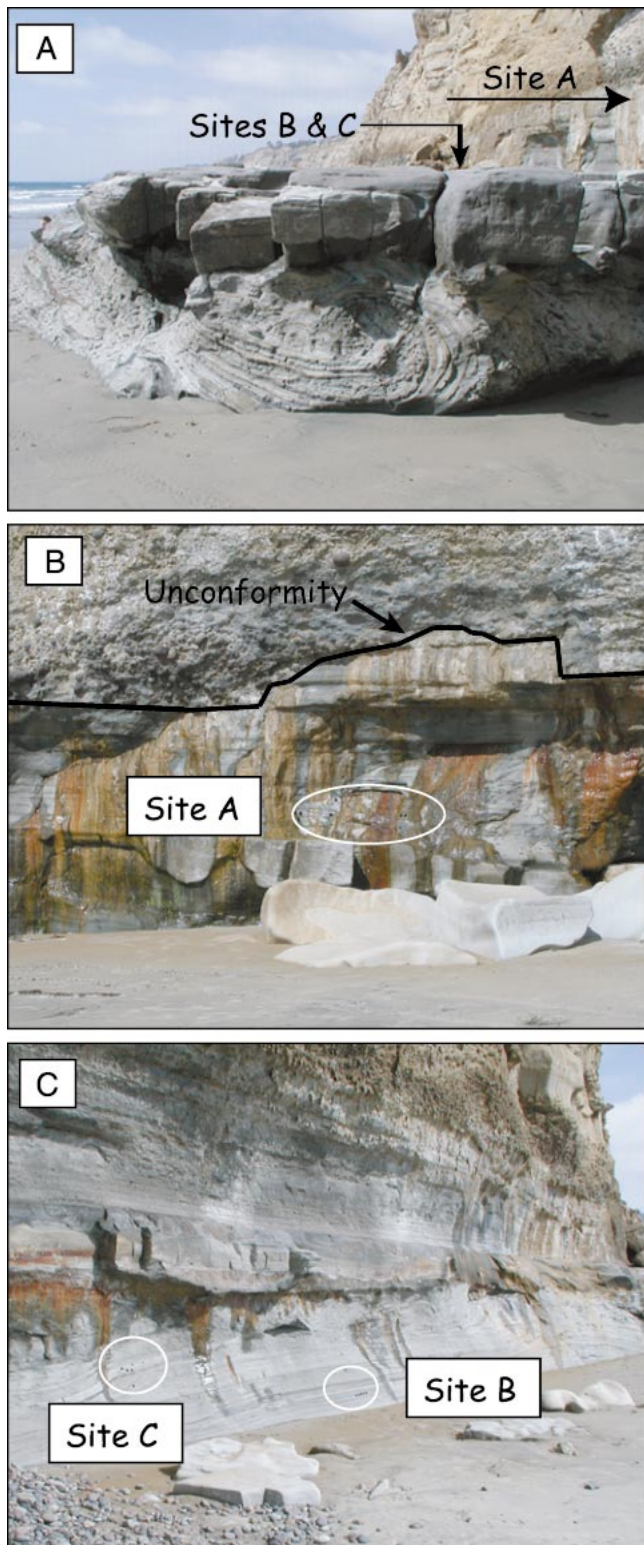 A
Site A
Sites B & C
B
Unconformity
Site A
C
Site B
Site C